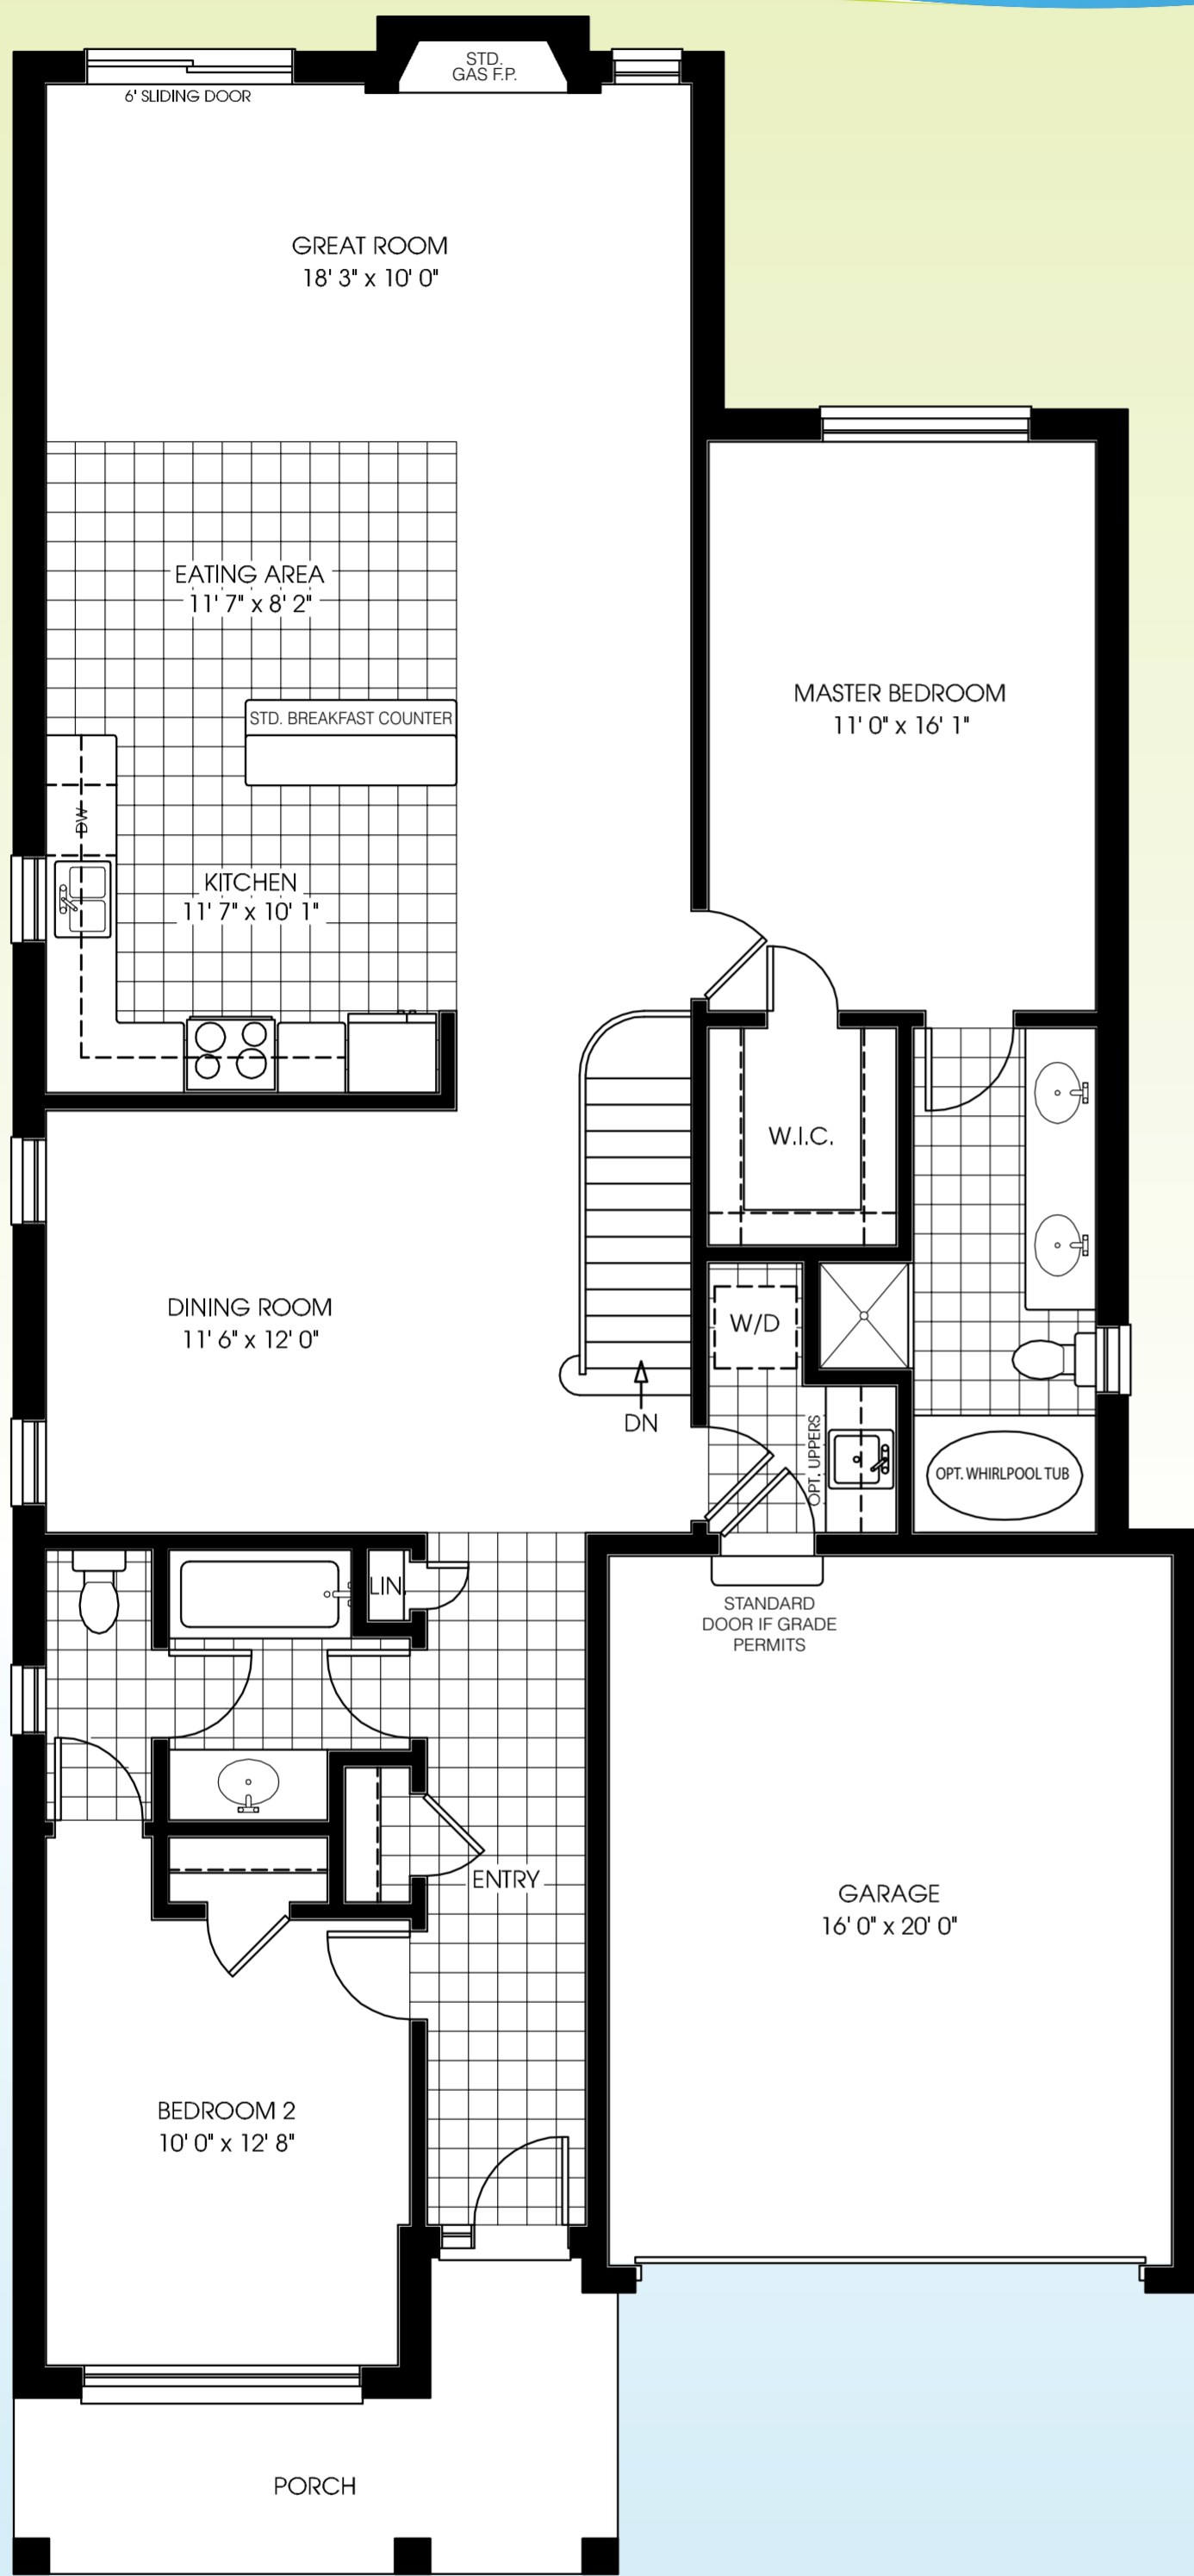 STD.
GAS F.P.
6' SLIDING DOOR
GREAT ROOM
18' 3" x 10' 0"
EATING AREA
11' 7" x 8' 2"
MASTER BEDROOM
11' 0" x 16' 1"
STD. BREAKFAST COUNTER
DW
KITCHEN
11' 7" x 10' 1"
W.I.C.
DINING ROOM
11' 6" x 12' 0"
W/D
DN
OPT. UPPERS
OPT. WHIRLPOOL TUB
LIN.
STANDARD
DOOR IF GRADE
PERMITS
ENTRY
GARAGE
16' 0" x 20' 0"
BEDROOM 2
10' 0" x 12' 8"
PORCH